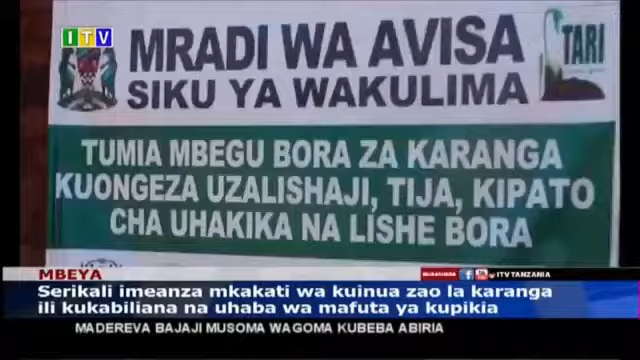 ITV
MRADI WA AVISA
SIKU YA WAKULIMA
TARI
TUMIA MBEGU BORA ZA KARANGA
KUONGEZA UZALISHAJI, TIJA, KIPATO
CHA UHAKIKA NA LISHE BORA
MBEYA
ITV TANZANIA
Serikali imeanza mkakati wa kuinua zao la karanga
ili kukabiliana na uhaba wa mafuta ya kupikia
MADEREVA BAJAJI MUSOMA WAGOMA KUBEBA ABIRIA